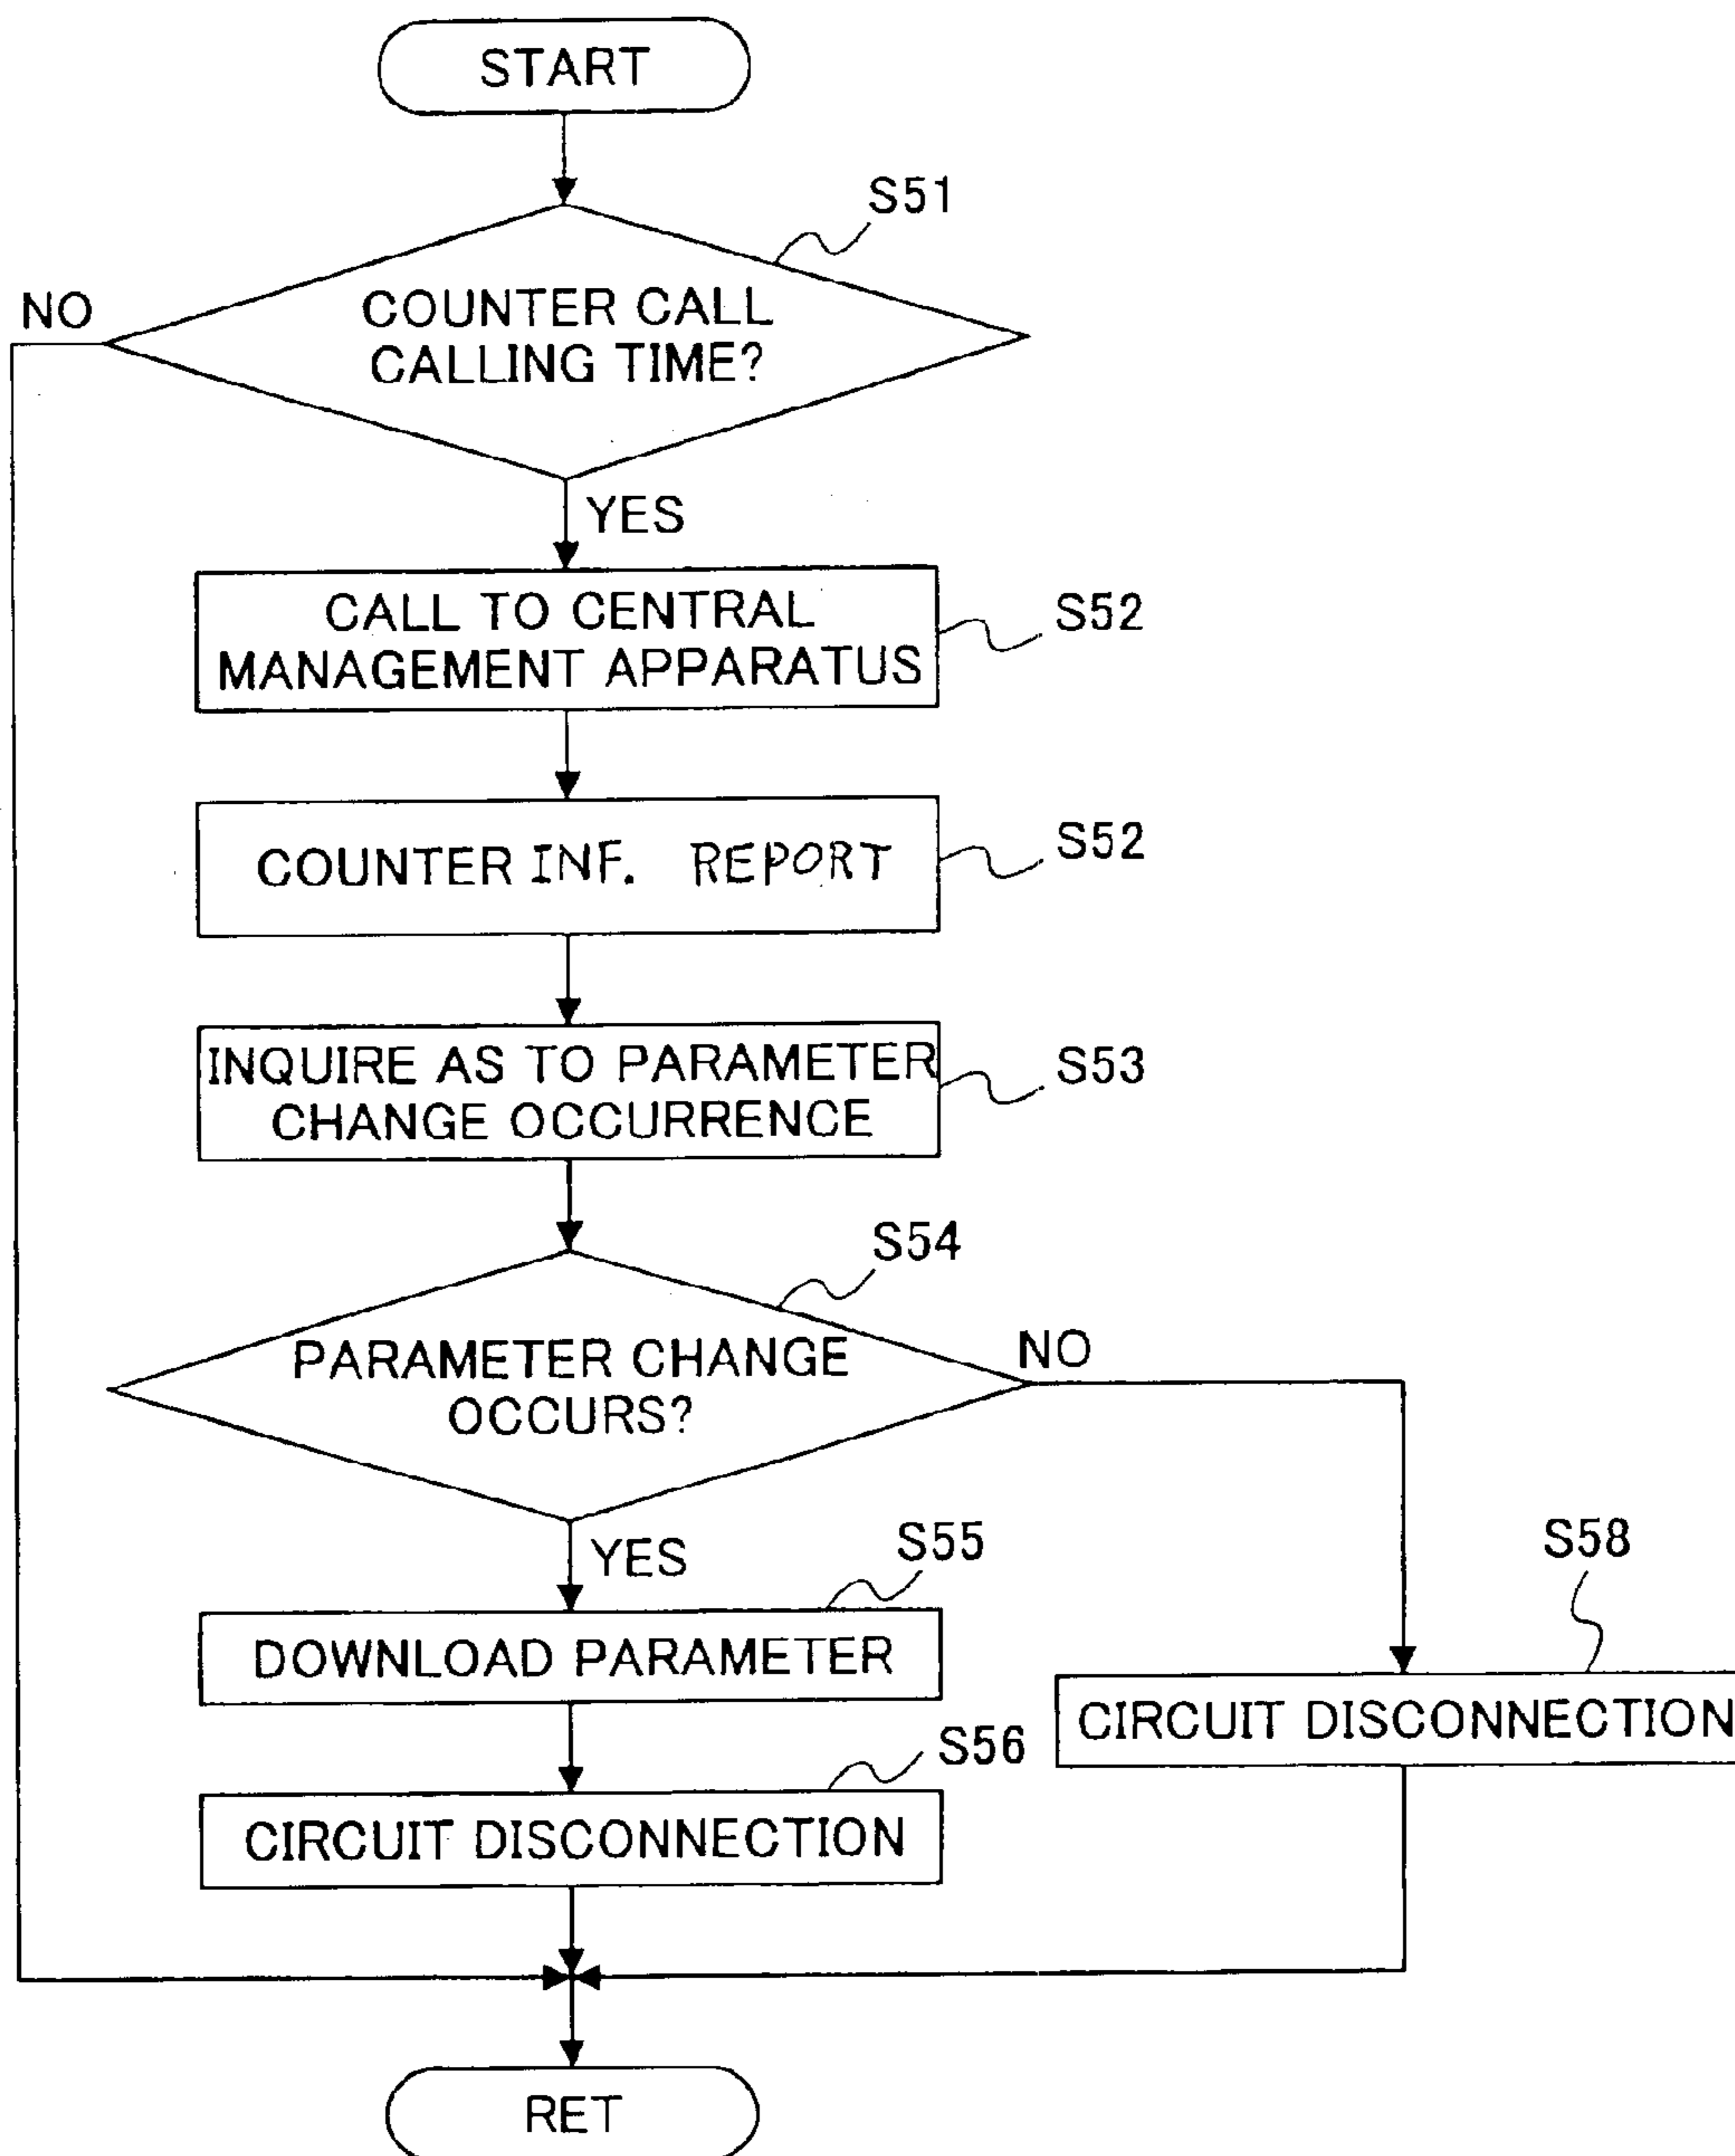 START
S51
NO
COUNTER CALL
CALLING TIME?
YES
CALL TO CENTRAL
MANAGEMENT APPARATUS
S52
COUNTER INF. REPORT
S52
INQUIRE AS TO PARAMETER
CHANGE OCCURRENCE
S53
S54
PARAMETER CHANGE
OCCURS?
NO
YES
S55
DOWNLOAD PARAMETER
S58
CIRCUIT DISCONNECTION
S56
CIRCUIT DISCONNECTION
RET